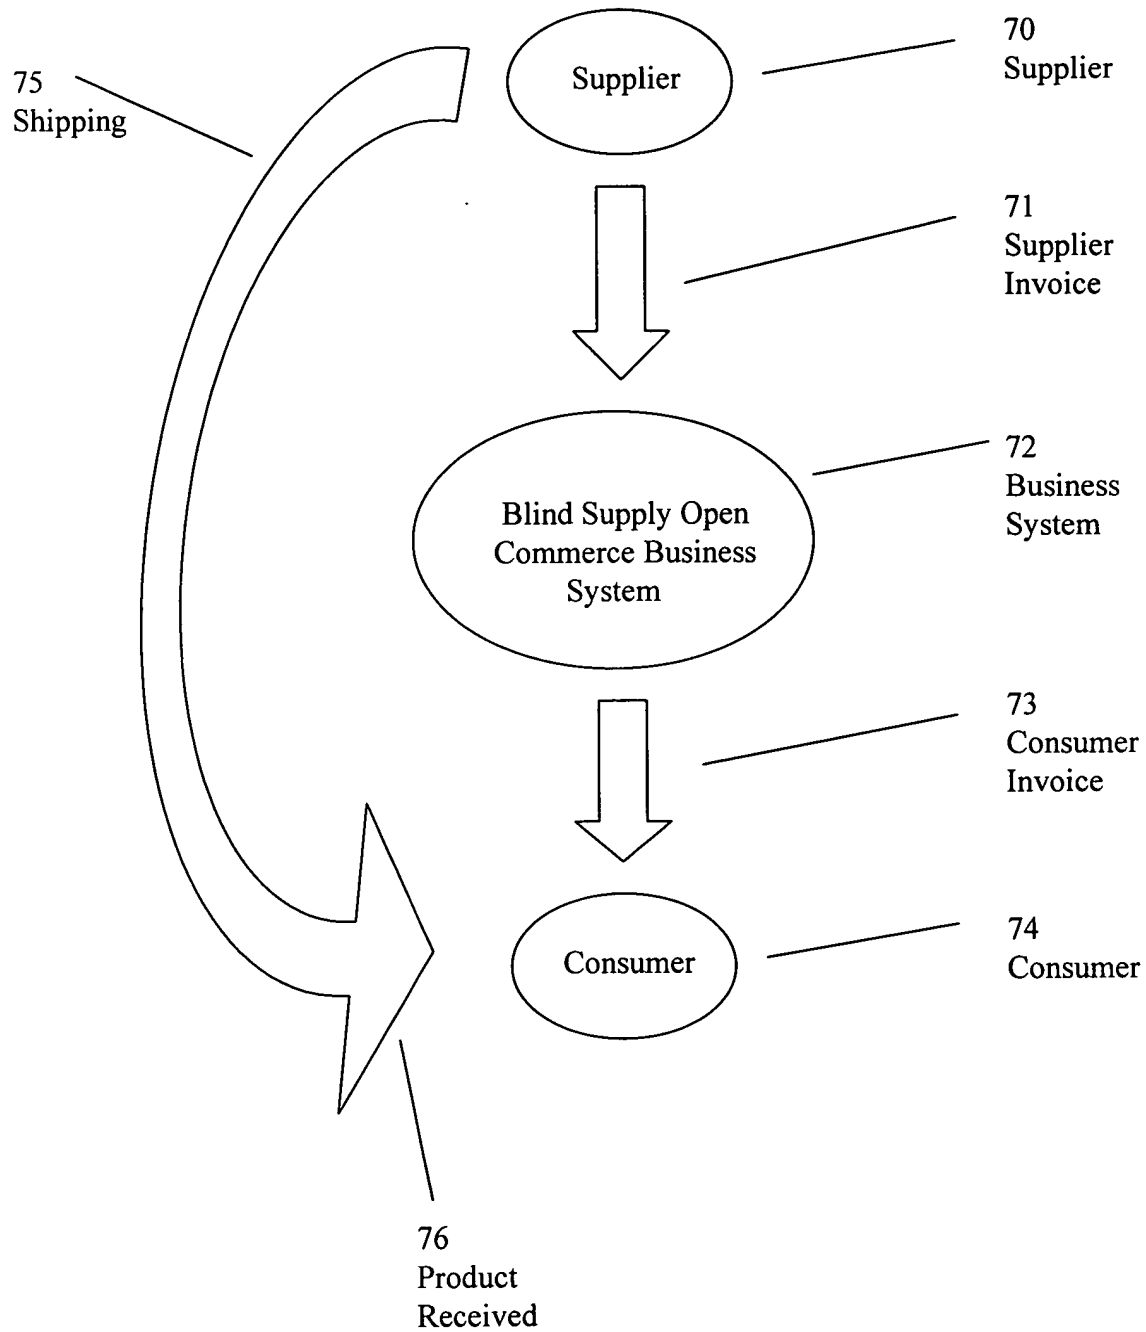 70
Supplier
75
Shipping
Supplier
71
Supplier
Invoice
72
Business
System
Blind Supply Open
Commerce Business
System
73
Consumer
Invoice
74
Consumer
Consumer
76
Product
Received